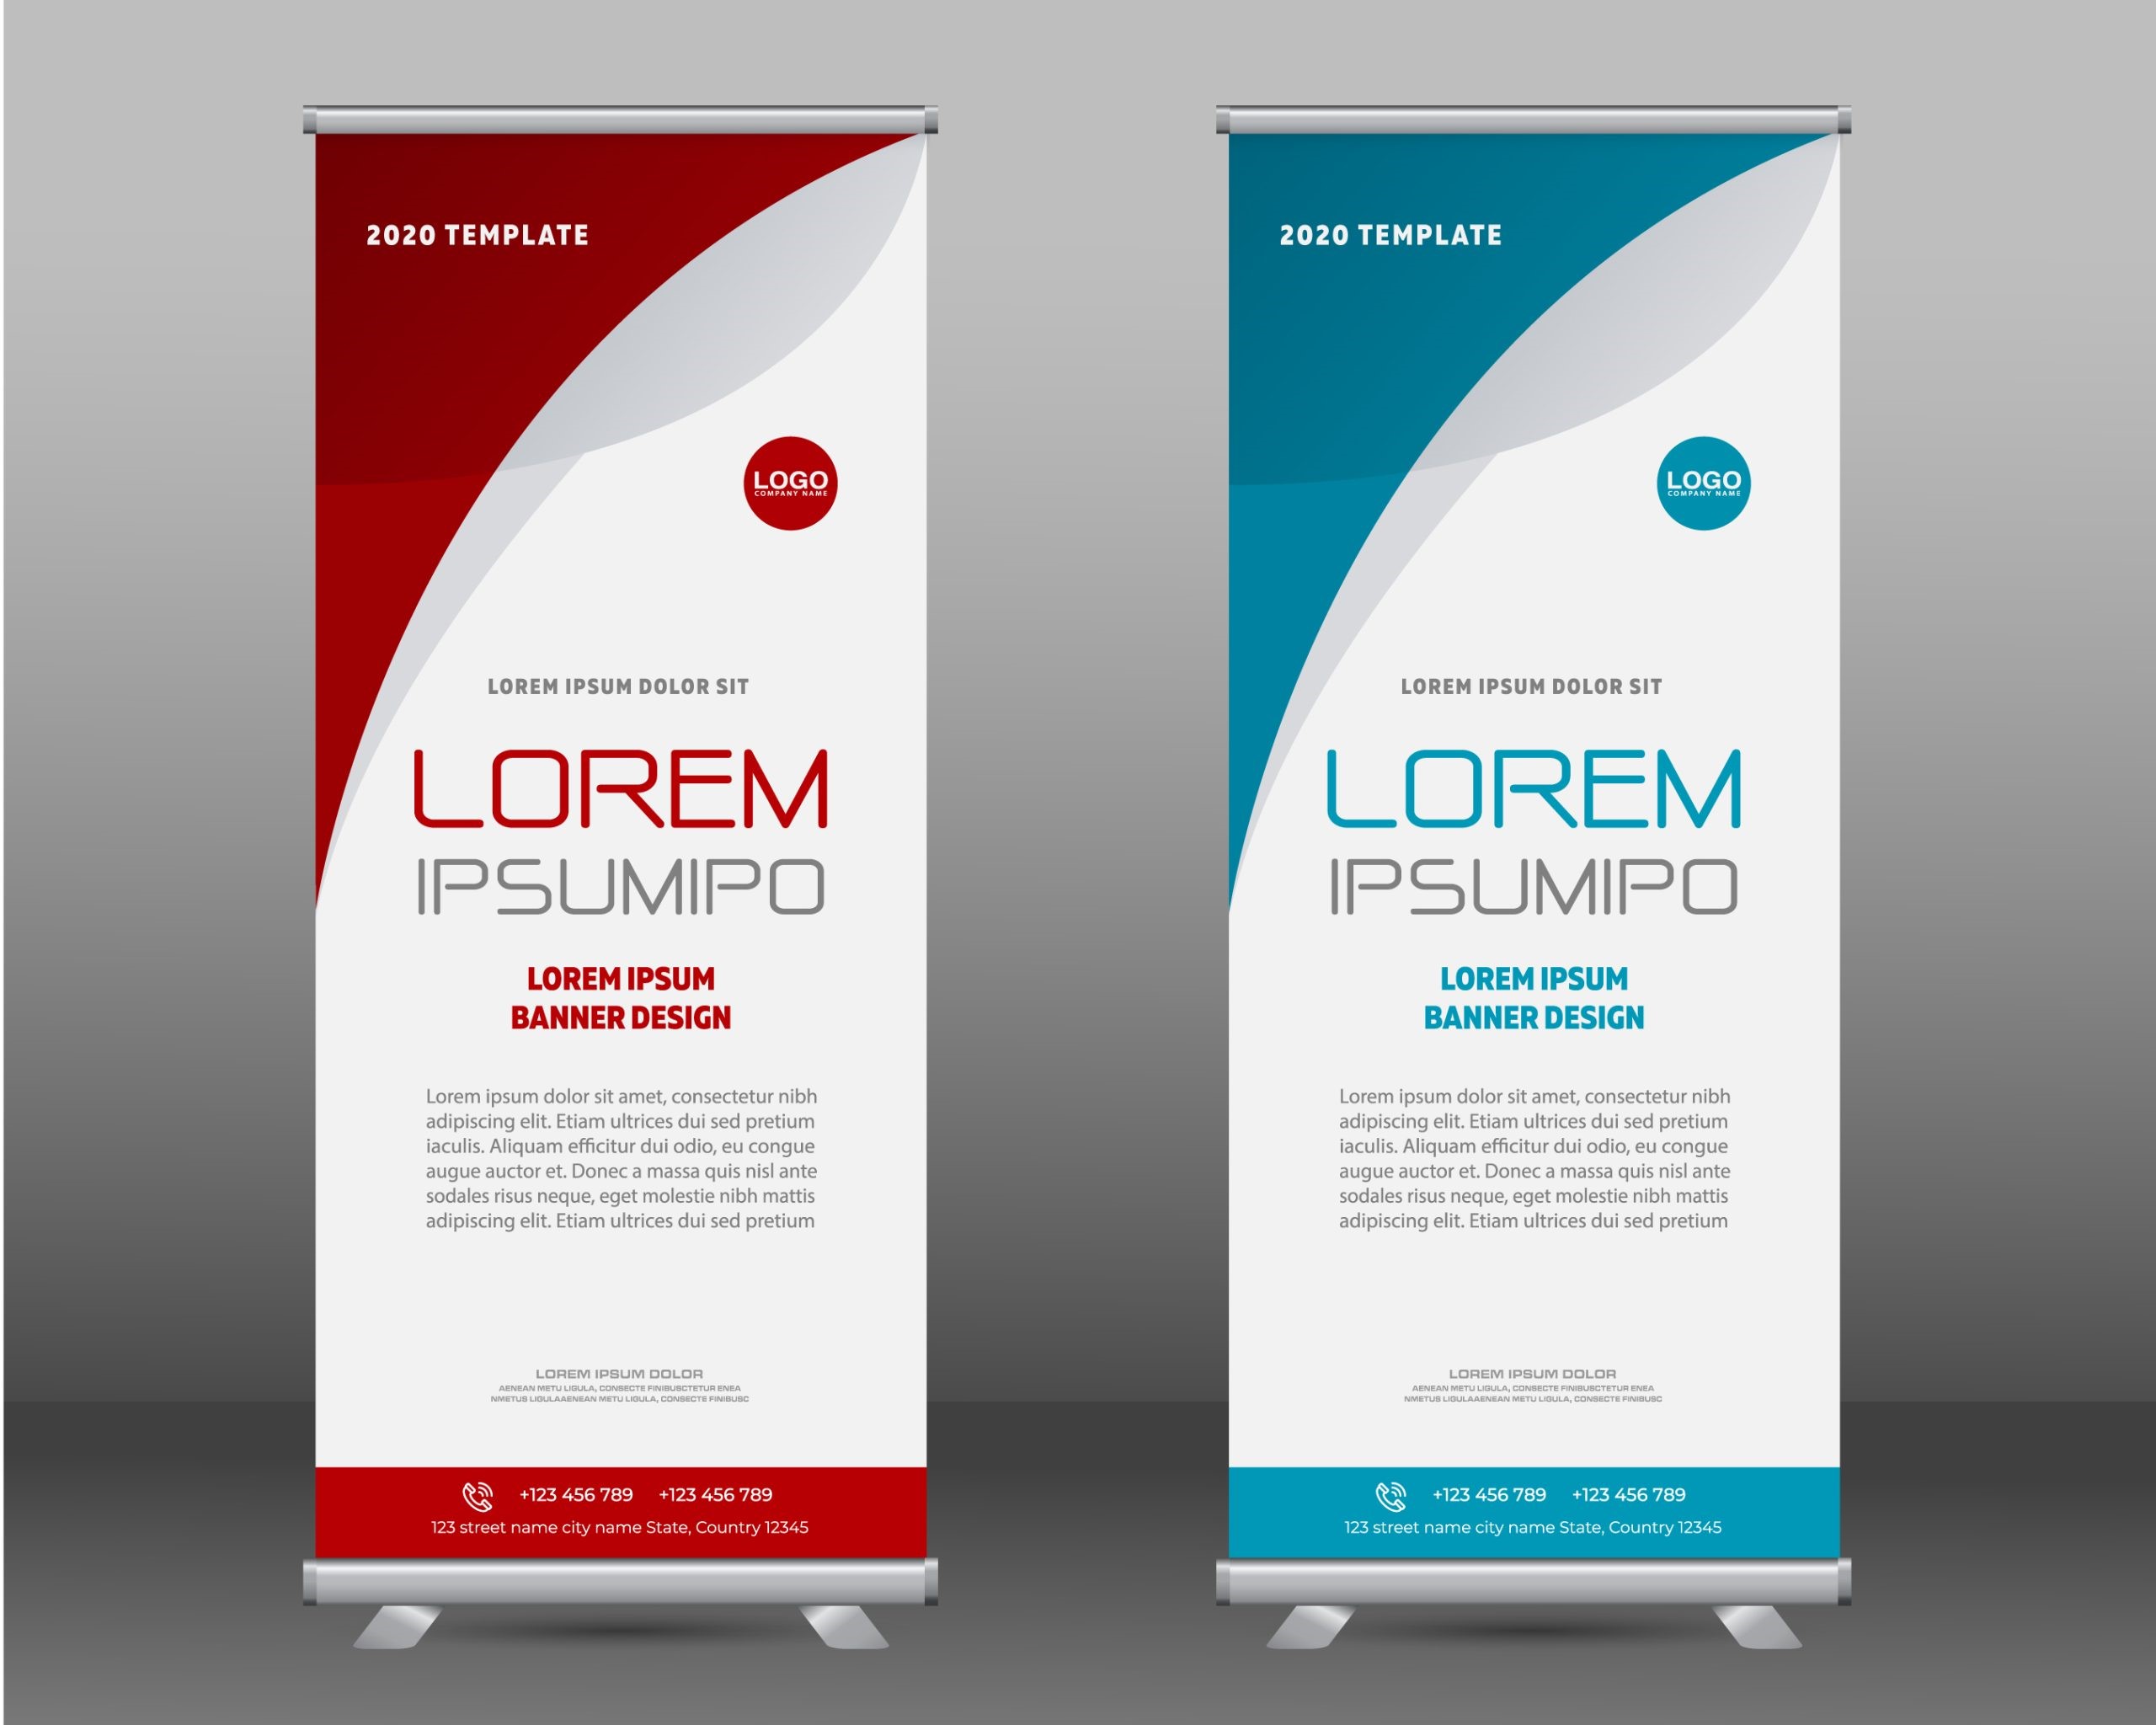 2020 TEMPLATE
LOGO
COMPANY NAME
LOREM IPSUM DOLOR SIT
LOREM
IPSUMIPO
LOREM IPSUM
BANNER DESIGN
Lorem ipsum dolor sit amet, consectetur nibh
adipiscing elit. Etiam ultrices dui sed pretium
iaculis. Aliquam efficitur dui odio, eu congue
augue auctor et. Donec a massa quis nisl ante
sodales risus neque, eget molestie nibh mattis
adipiscing elit. Etiam ultrices dui sed pretium
LOREM IPSUM DOLOR
AENEAN METU LIGULA, CONSECTE FINIBUSCTETUR ENEA
NMETUS LIGULAAENEAN METU LIGULA, CONSECTE FINIBUSC
+123 456 789 +123 456 789
123 street name city name State, Country 12345
2020 TEMPLATE
LOGO
COMPANY NAME
LOREM IPSUM DOLOR SIT
LOREM
IPSUMIPO
LOREM IPSUM
BANNER DESIGN
Lorem ipsum dolor sit amet, consectetur nibh
adipiscing elit. Etiam ultrices dui sed pretium
iaculis. Aliquam efficitur dui odio, eu congue
augue auctor et. Donec a massa quis nisl ante
sodales risus neque, eget molestie nibh mattis
adipiscing elit. Etiam ultrices dui sed pretium
LOREM IPSUM DOLOR
AENEAN METU LIGULA, CONSECTE FINIBUSCTETUR ENEA
NMETUS LIGULAAENEAN METU LIGULA, CONSECTE FINIBUSC
+123 456 789 +123 456 789
123 street name city name State, Country 12345